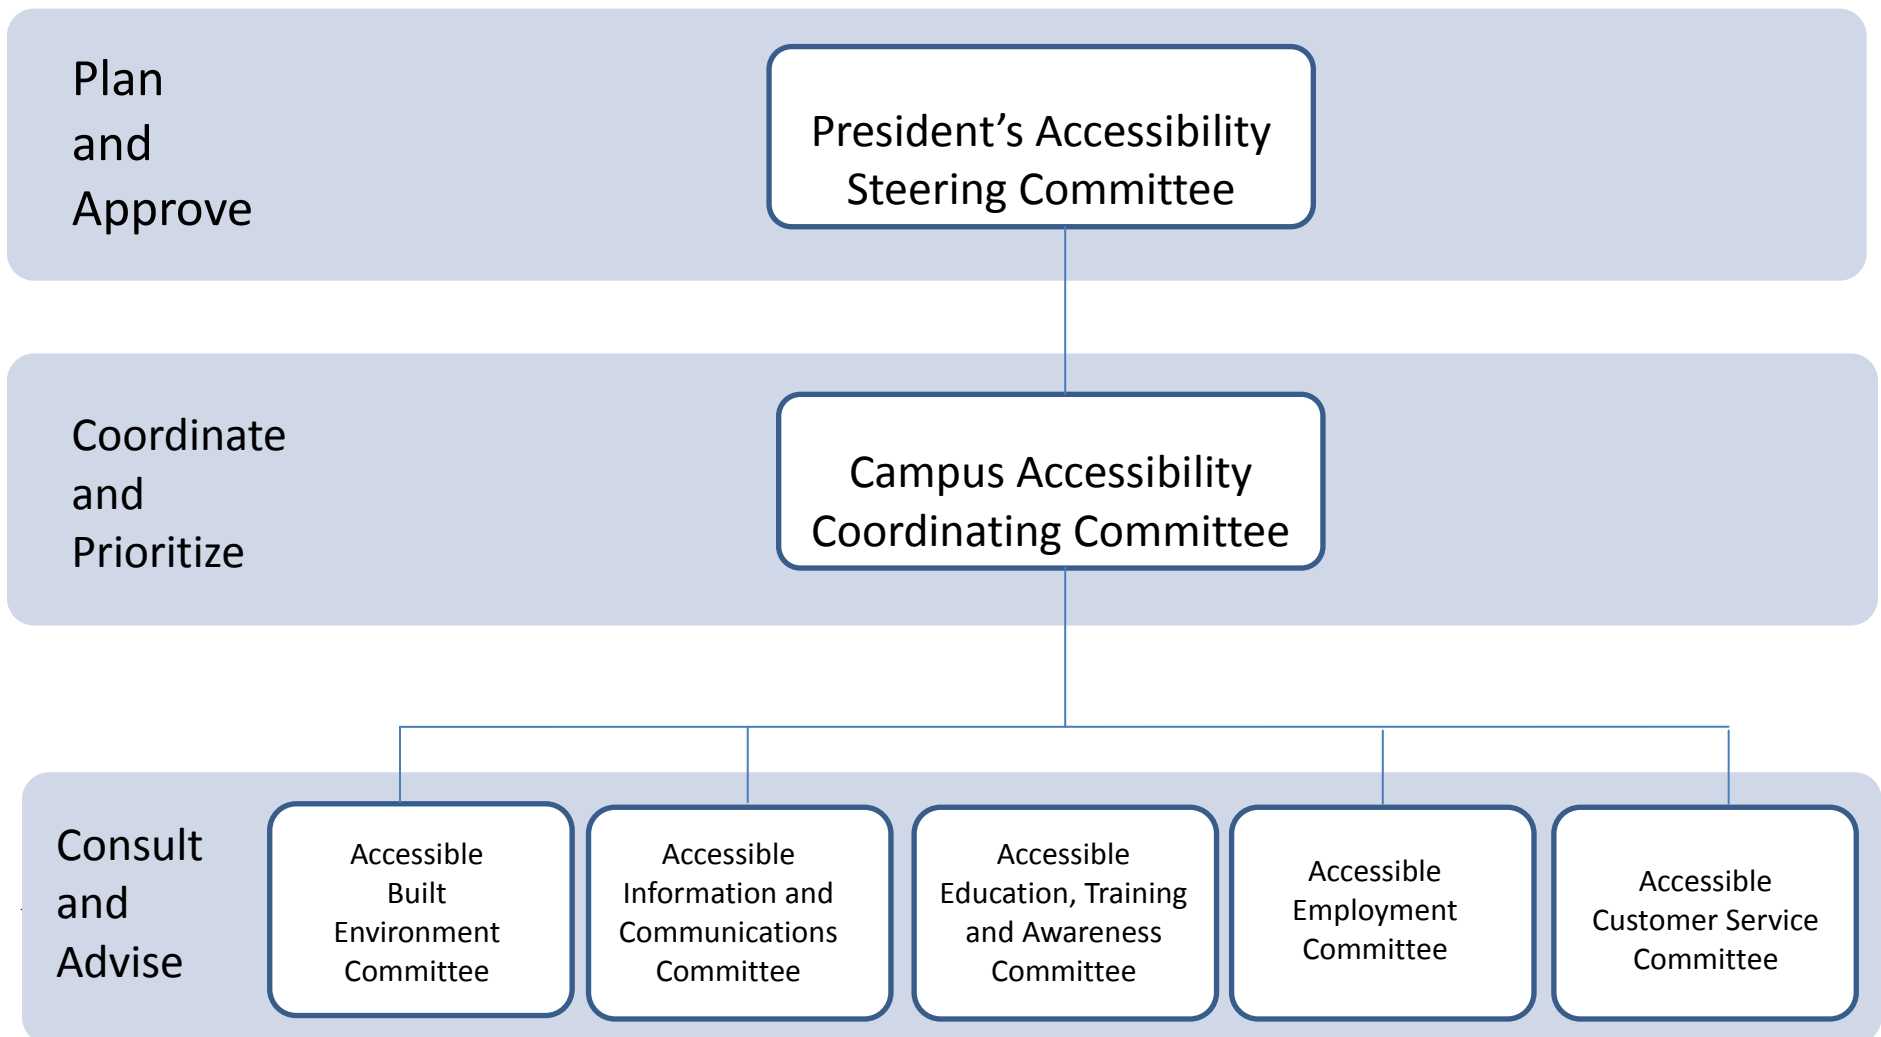 Plan
and
Approve
President’s Accessibility
Steering Committee
Coordinate
and
Prioritize
Campus Accessibility
Coordinating Committee
Consult
and
Advise
Accessible
Built
Environment
Committee
Accessible
Information and
Communications
Committee
Accessible
Education, Training
and Awareness
Committee
Accessible
Employment
Committee
Accessible
Customer Service
Committee